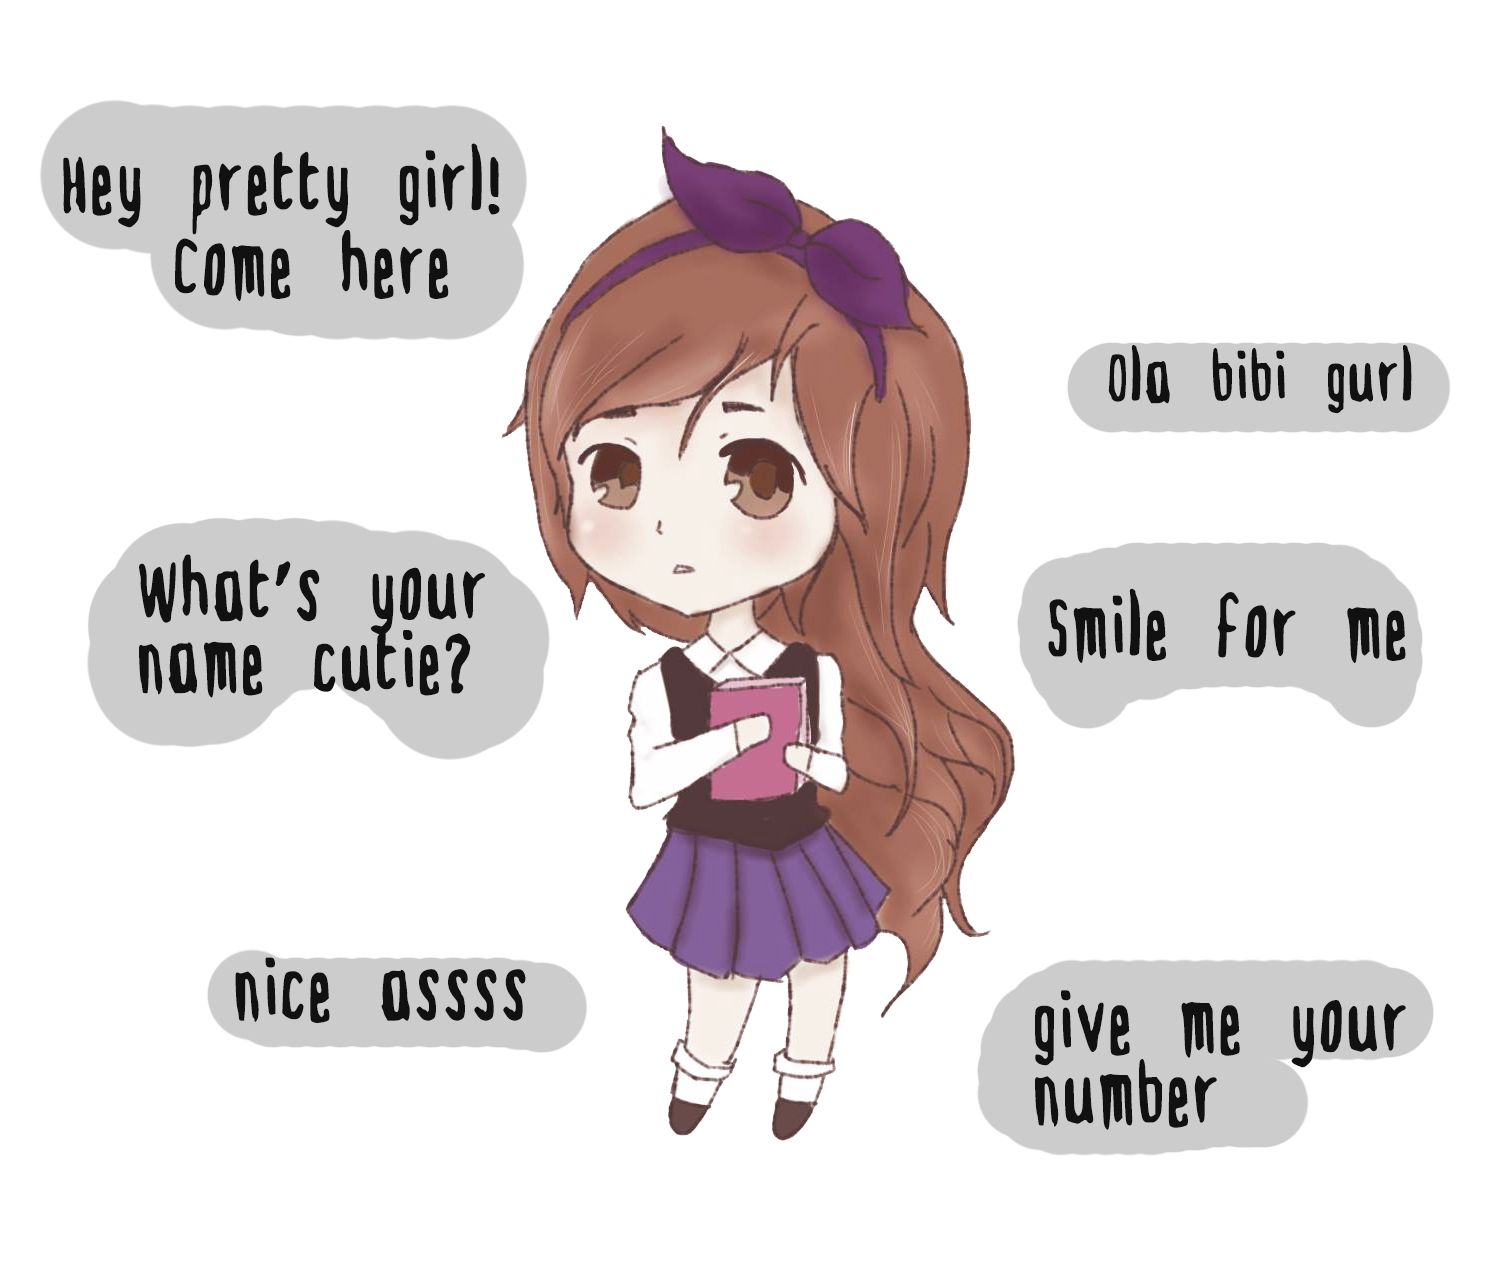 Hey pretty girl!
Come here
Ola bibi gurl
What's your
name cutie?
Smile for me
nice assss
give me your
number